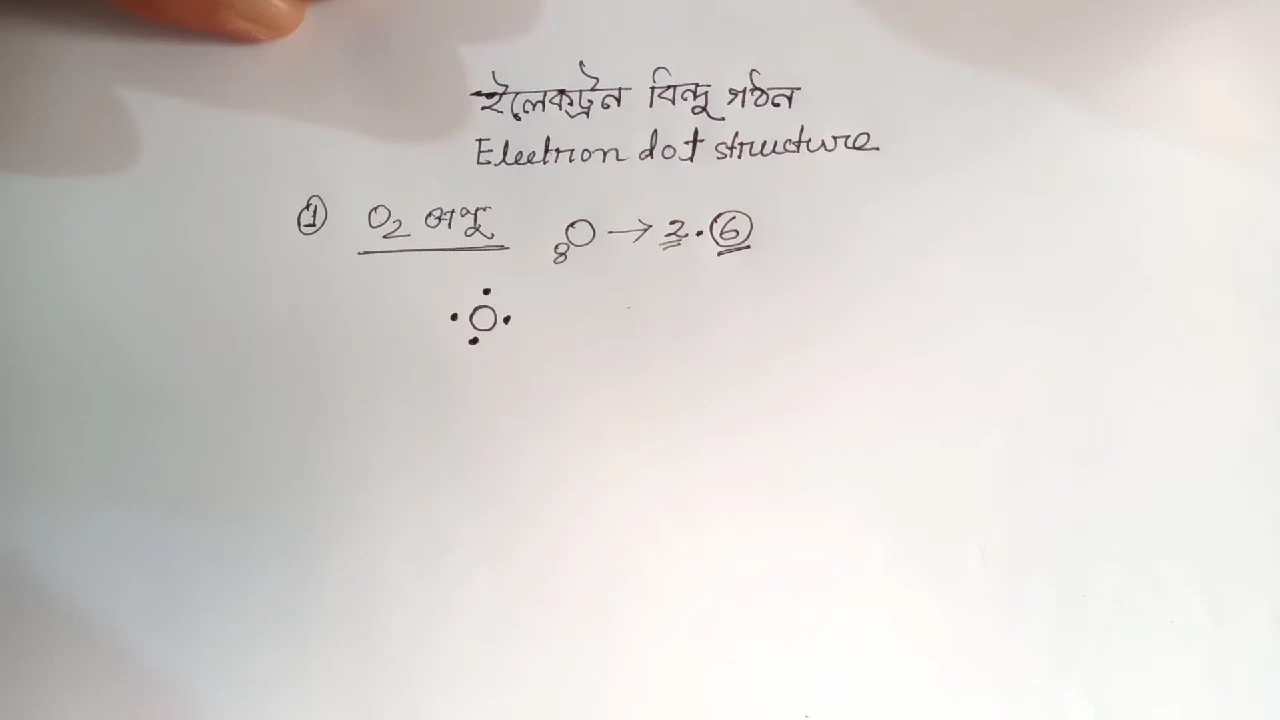 ইলেকট্রন বিন্দু গঠন
Electron dot structure
① O₂ অণু ₈O → 2.6
O